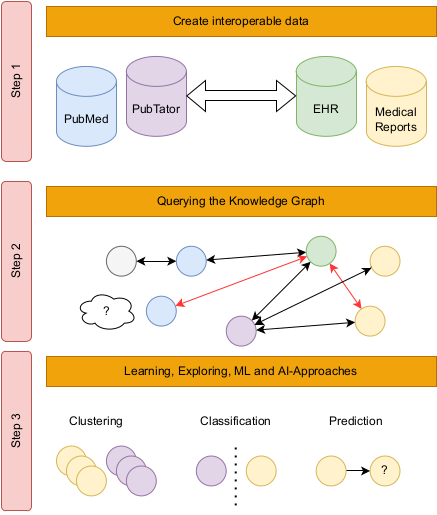 Step 1
Create interoperable data
PubMed
PubTator
EHR
Medical
Reports
Step 2
Querying the Knowledge Graph
?
Step 3
Learning, Exploring, ML and AI-Approaches
Clustering
Classification
Prediction
?